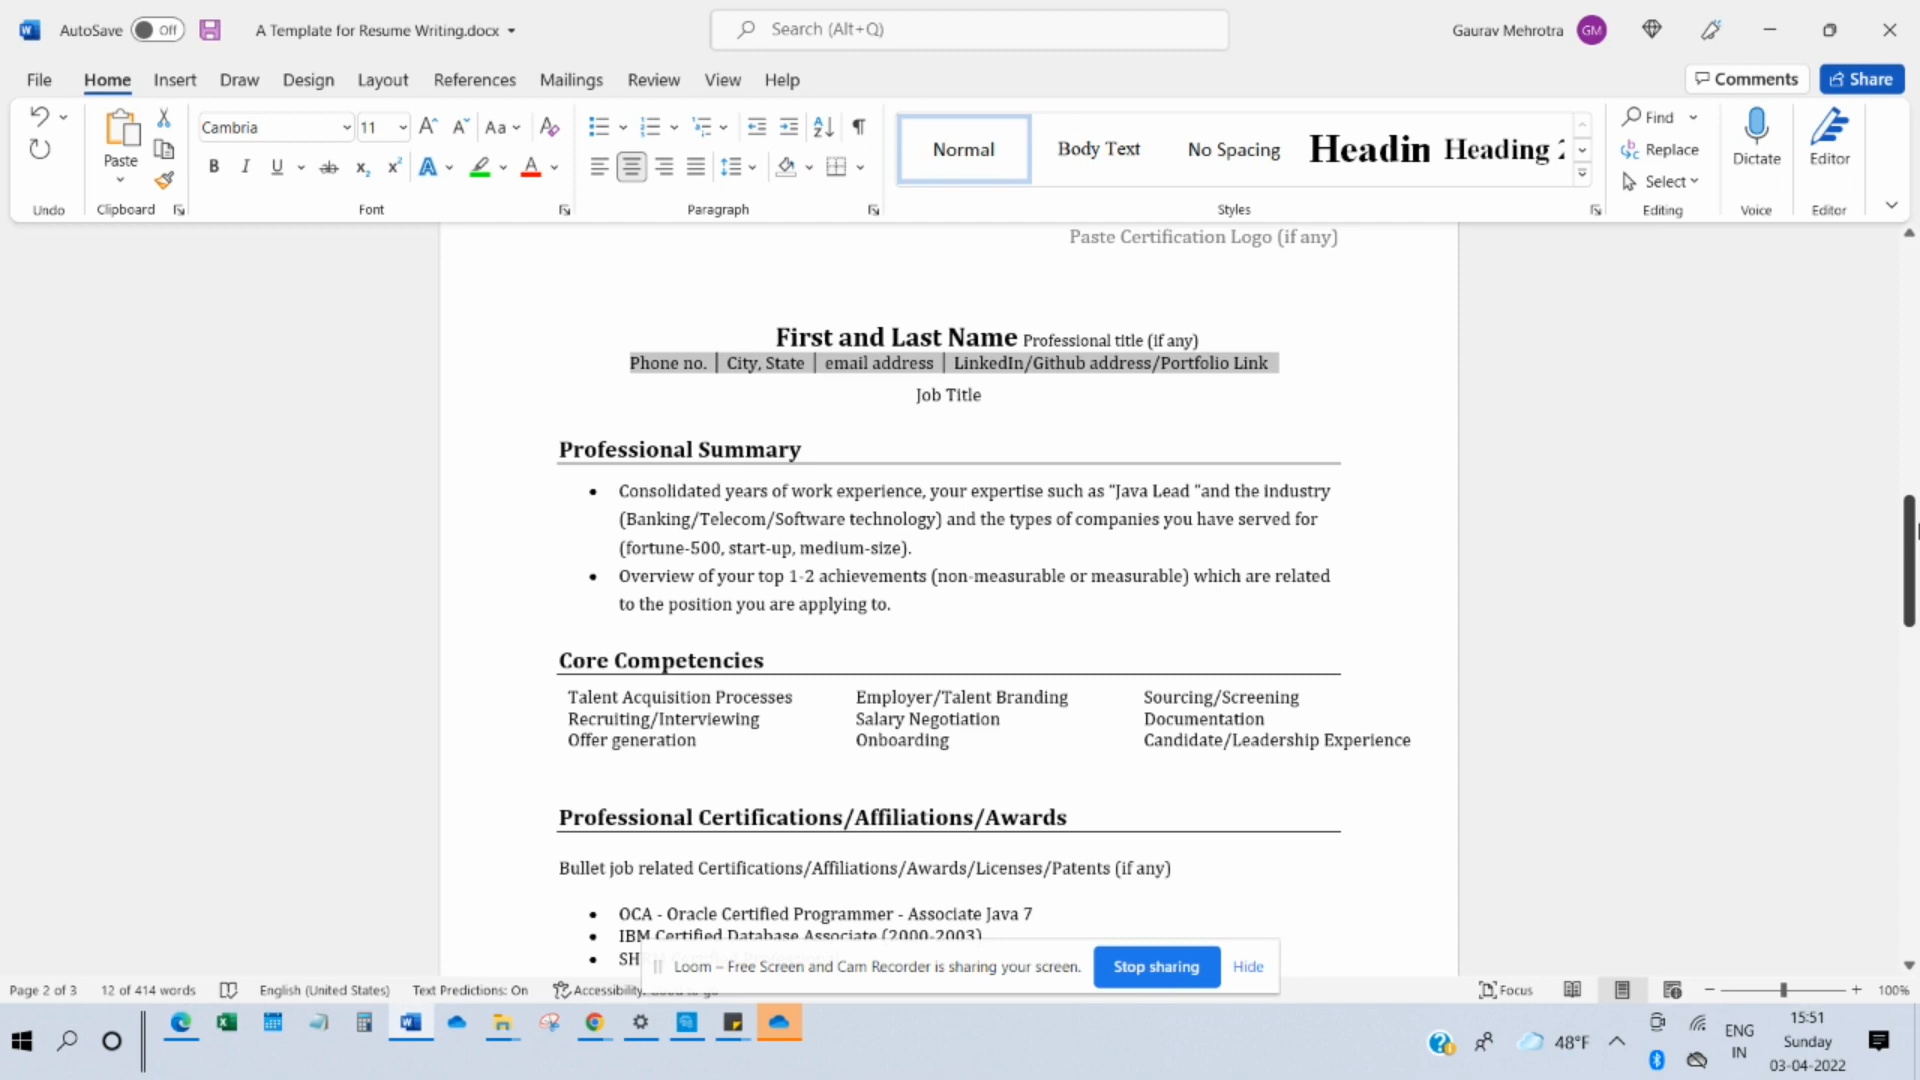 AutoSave Off A Template for Resume Writing.docx Search (Alt+Q) Gaurav Mehrotra GM
File Home Insert Draw Design Layout References Mailings Review View Help Comments Share
Paste Cambria 11 Aa Normal Body Text No Spacing Headin Heading 2 Find Replace Select Dictate Editor
Undo Clipboard Font Paragraph Styles Editing Voice Editor
Paste Certification Logo (if any)
First and Last Name Professional title (if any)
Phone no. | City, State | email address | LinkedIn/Github address/Portfolio Link
Job Title
Professional Summary
• Consolidated years of work experience, your expertise such as "Java Lead "and the industry
(Banking/Telecom/Software technology) and the types of companies you have served for
(fortune-500, start-up, medium-size).
• Overview of your top 1-2 achievements (non-measurable or measurable) which are related
to the position you are applying to.
Core Competencies
Talent Acquisition Processes Employer/Talent Branding Sourcing/Screening
Recruiting/Interviewing Salary Negotiation Documentation
Offer generation Onboarding Candidate/Leadership Experience
Professional Certifications/Affiliations/Awards
Bullet job related Certifications/Affiliations/Awards/Licenses/Patents (if any)
• OCA - Oracle Certified Programmer - Associate Java 7
• IBM Certified Database Associate (2000-2003)
• SH
Loom – Free Screen and Cam Recorder is sharing your screen. Stop sharing Hide
Page 2 of 3 12 of 414 words English (United States) Text Predictions: On Accessibility: Good to go Focus 100%
48°F ENG IN 15:51 Sunday 03-04-2022